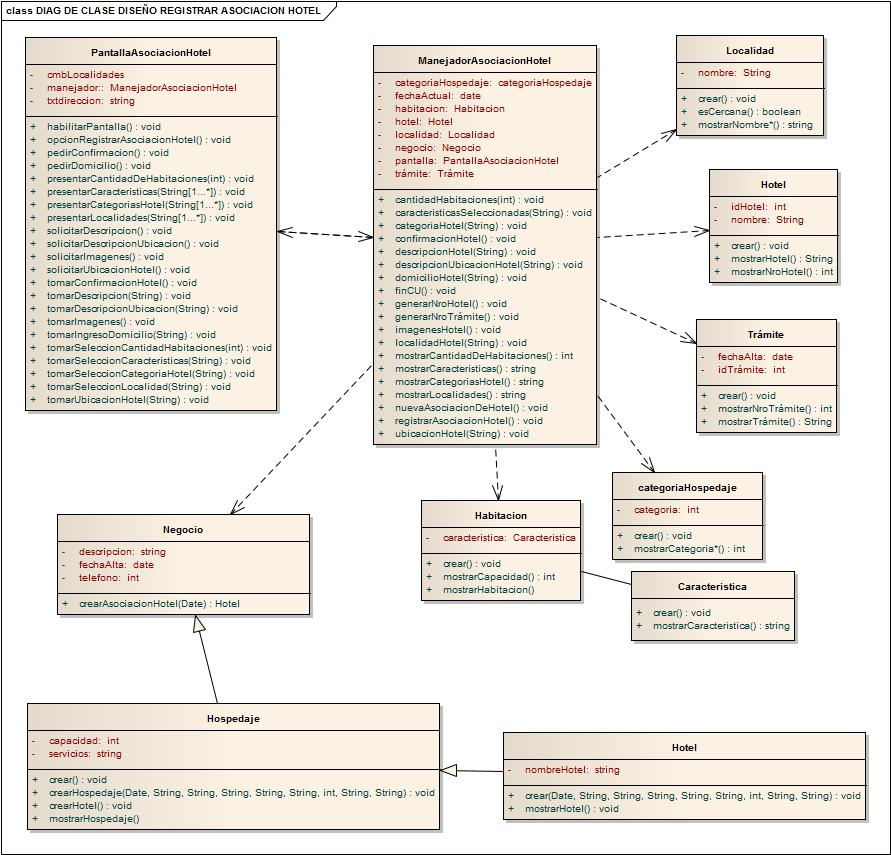 class DIAG DE CLASE DISEÑO REGISTRAR ASOCIACION HOTEL
PantallaAsociacionHotel
- cmbLocalidades
- manejador:: ManejadorAsociacionHotel
- txtdireccion: string
+ habilitarPantalla() : void
+ opcionRegistrarAsociacionHotel() : void
+ pedirConfirmacion() : void
+ pedirDomicilio() : void
+ presentarCantidadDeHabitaciones(int) : void
+ presentarCaracteristicas(String[1...*]) : void
+ presentarCategoriasHotel(String[1...*]) : void
+ presentarLocalidades(String[1...*]) : void
+ solicitarDescripcion() : void
+ solicitarDescripcionUbicacion() : void
+ solicitarImagenes() : void
+ solicitarUbicacionHotel() : void
+ tomarConfirmacionHotel() : void
+ tomarDescripcion(String) : void
+ tomarDescripcionUbicacion(String) : void
+ tomarImagenes() : void
+ tomarIngresoDomicilio(String) : void
+ tomarSeleccionCantidadHabitaciones(int) : void
+ tomarSeleccionCaracteristicas(String) : void
+ tomarSeleccionCategoriaHotel(String) : void
+ tomarSeleccionLocalidad(String) : void
+ tomarUbicacionHotel(String) : void
ManejadorAsociacionHotel
- categoriaHospedaje: categoriaHospedaje
- fechaActual: date
- habitacion: Habitacion
- hotel: Hotel
- localidad: Localidad
- negocio: Negocio
- pantalla: PantallaAsociacionHotel
- trámite: Trámite
+ cantidadHabitaciones(int) : void
+ caracteristicasSeleccionadas(String) : void
+ categoriaHotel(String) : void
+ confirmacionHotel() : void
+ descripcionHotel(String) : void
+ descripcionUbicacionHotel(String) : void
+ domicilioHotel(String) : void
+ finCU() : void
+ generarNroHotel() : void
+ generarNroTrámite() : void
+ imagenesHotel() : void
+ localidadHotel(String) : void
+ mostrarCantidadDeHabitaciones() : int
+ mostrarCaracteristicas() : string
+ mostrarCategoriasHotel() : string
+ mostrarLocalidades() : string
+ nuevaAsociacionDeHotel() : void
+ registrarAsociacionHotel() : void
+ ubicacionHotel(String) : void
Localidad
- nombre: String
+ crear() : void
+ esCercana() : boolean
+ mostrarNombre*() : string
Hotel
- idHotel: int
- nombre: String
+ crear() : void
+ mostrarHotel() : String
+ mostrarNroHotel() : int
Trámite
- fechaAlta: date
- idTrámite: int
+ crear() : void
+ mostrarNroTrámite() : int
+ mostrarTrámite() : String
categoriaHospedaje
- categoria: int
+ crear() : void
+ mostrarCategoria*() : int
Habitacion
- caracteristica: Caracteristica
+ crear() : void
+ mostrarCapacidad() : int
+ mostrarHabitacion()
Caracteristica
+ crear() : void
+ mostrarCaracteristica() : string
Negocio
- descripcion: string
- fechaAlta: date
- telefono: int
+ crearAsociacionHotel(Date) : Hotel
Hospedaje
- capacidad: int
- servicios: string
+ crear() : void
+ crearHospedaje(Date, String, String, String, String, String, int, String, String) : void
+ crearHotel() : void
+ mostrarHospedaje()
Hotel
- nombreHotel: string
+ crear(Date, String, String, String, String, String, int, String, String) : void
+ mostrarHotel() : void